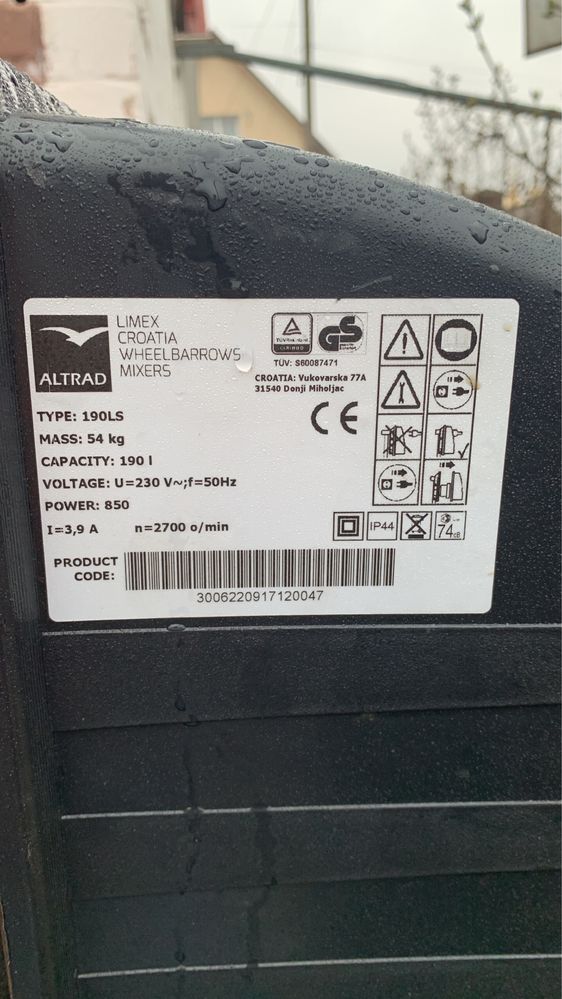 LIMEX
CROATIA
WHEELBARROWS
MIXERS
ALTRAD
GS
TÜV: S60087471
CROATIA: Vukovarska 77A
31540 Donji Miholjac
CE
TYPE: 190LS
MASS: 54 kg
CAPACITY: 190 l
VOLTAGE: U=230 V~;f=50Hz
POWER: 850
I=3,9 A n=2700 o/min
IP44
74dB
PRODUCT
CODE:
3006220917120047